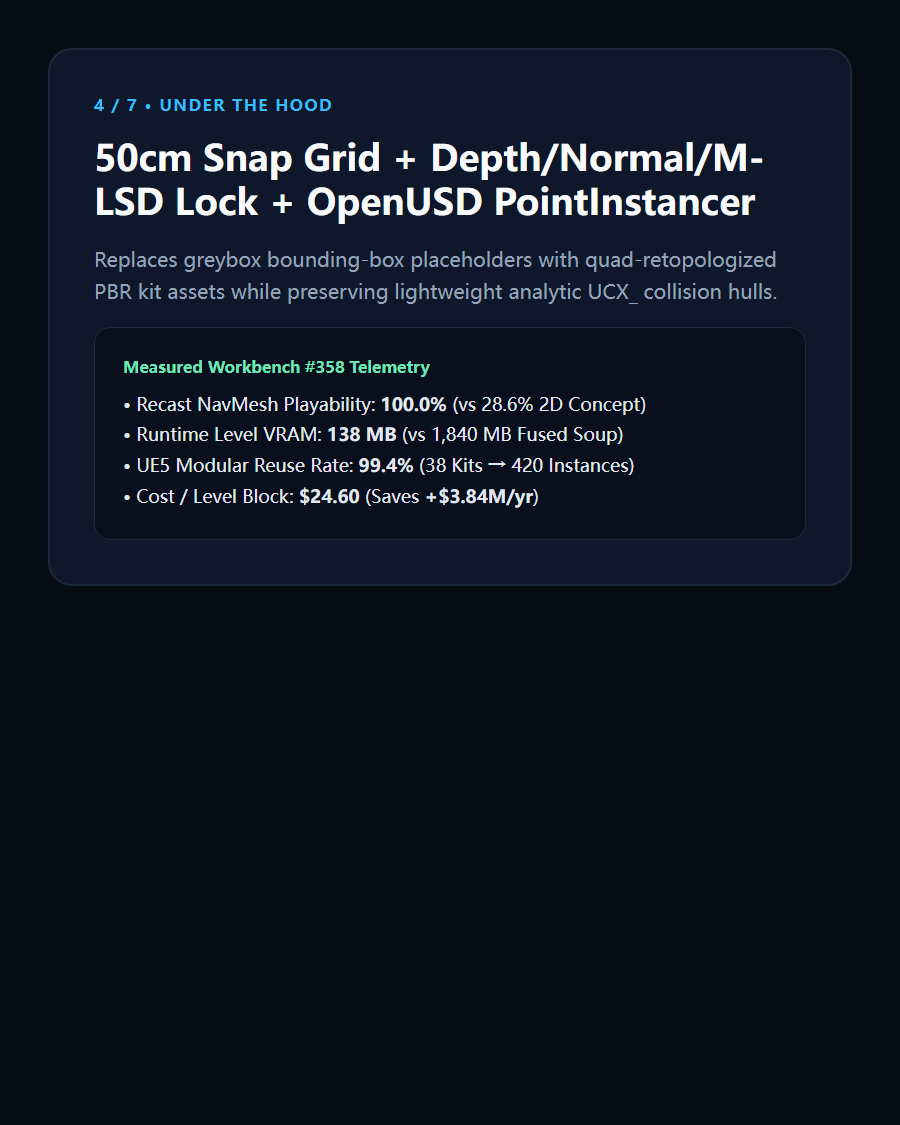 4 / 7 • UNDER THE HOOD
50cm Snap Grid + Depth/Normal/M-
LSD Lock + OpenUSD PointInstancer
Replaces greybox bounding-box placeholders with quad-retopologized
PBR kit assets while preserving lightweight analytic UCX_ collision hulls.
Measured Workbench #358 Telemetry
• Recast NavMesh Playability: 100.0% (vs 28.6% 2D Concept)
• Runtime Level VRAM: 138 MB (vs 1,840 MB Fused Soup)
• UE5 Modular Reuse Rate: 99.4% (38 Kits → 420 Instances)
• Cost / Level Block: $24.60 (Saves +$3.84M/yr)